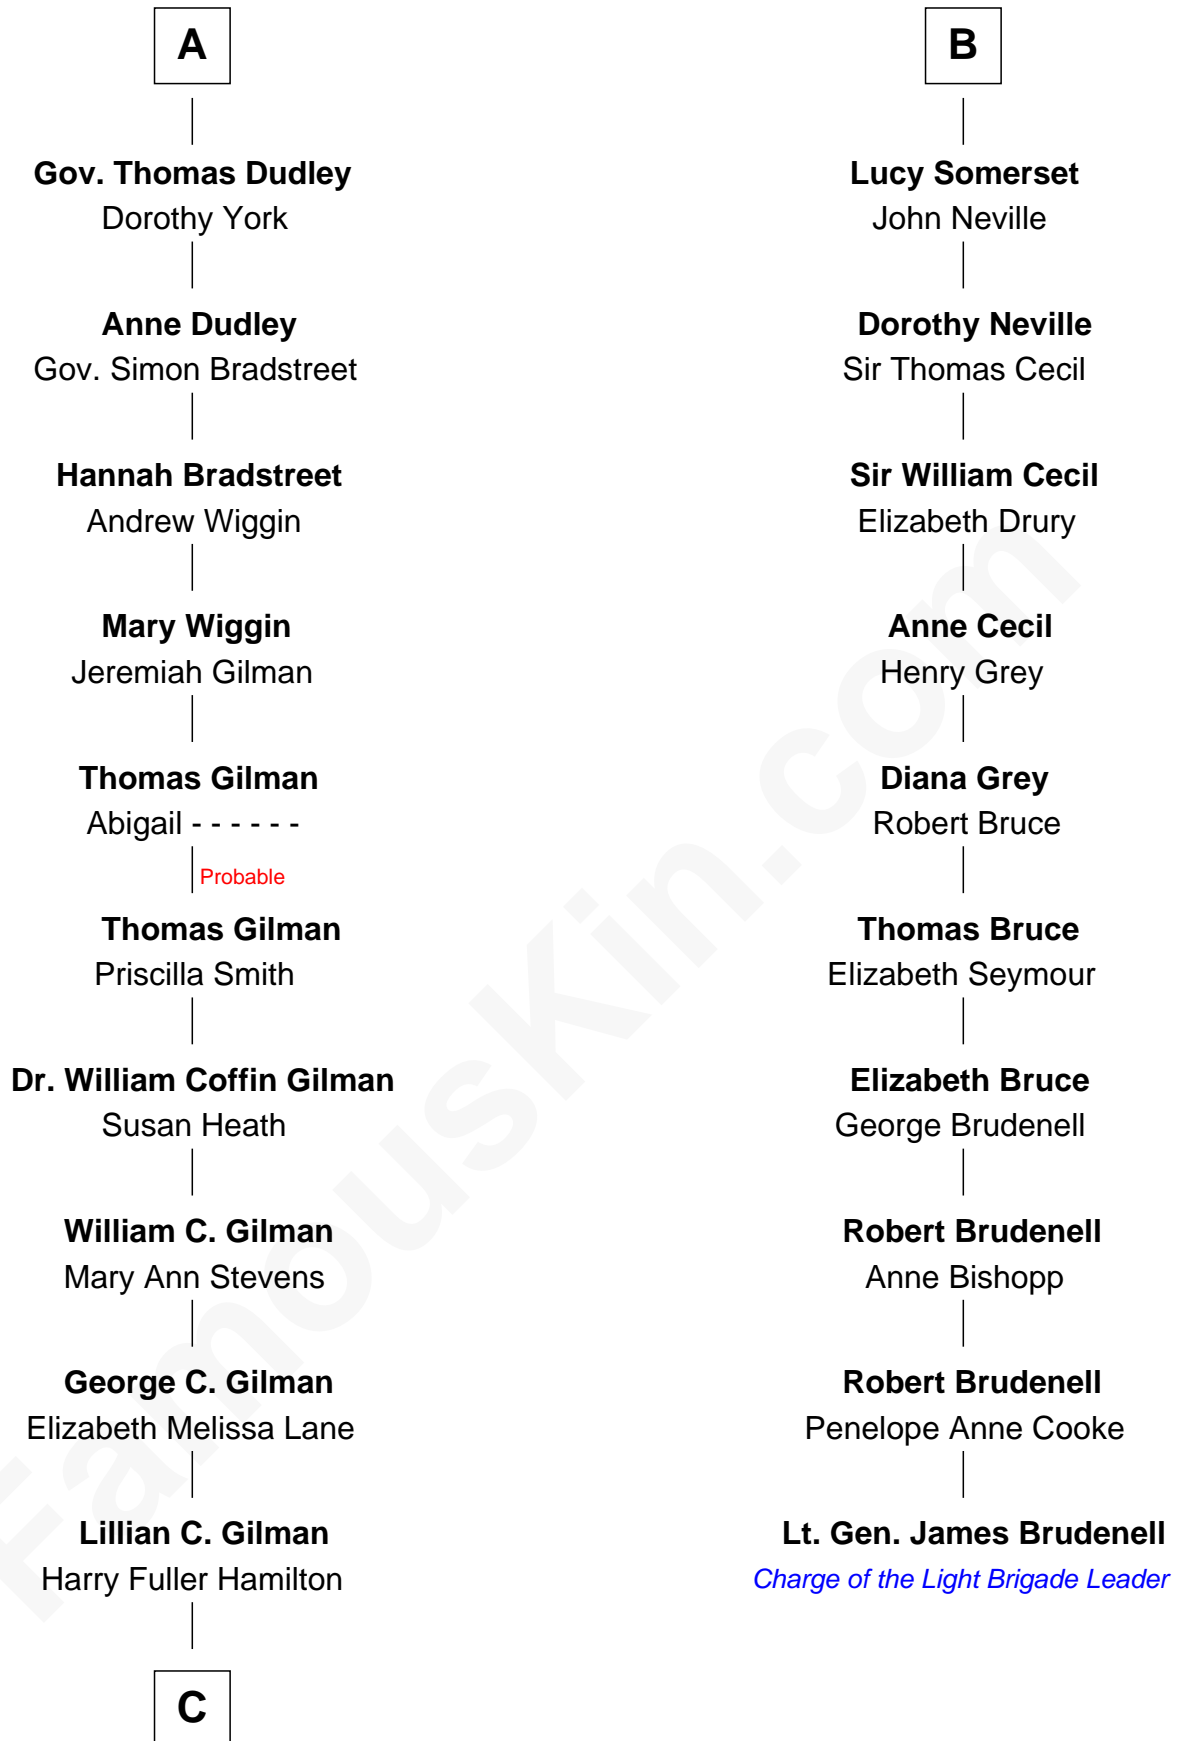 A
Gov. Thomas Dudley
Dorothy York
Anne Dudley
Gov. Simon Bradstreet
Hannah Bradstreet
Andrew Wiggin
Mary Wiggin
Jeremiah Gilman
Thomas Gilman
Abigail - - - - - -
Probable
Thomas Gilman
Priscilla Smith
Dr. William Coffin Gilman
Susan Heath
William C. Gilman
Mary Ann Stevens
George C. Gilman
Elizabeth Melissa Lane
Lillian C. Gilman
Harry Fuller Hamilton
C
B
Lucy Somerset
John Neville
Dorothy Neville
Sir Thomas Cecil
Sir William Cecil
Elizabeth Drury
Anne Cecil
Henry Grey
Diana Grey
Robert Bruce
Thomas Bruce
Elizabeth Seymour
Elizabeth Bruce
George Brudenell
Robert Brudenell
Anne Bishopp
Robert Brudenell
Penelope Anne Cooke
Lt. Gen. James Brudenell
Charge of the Light Brigade Leader
FamousKin.com